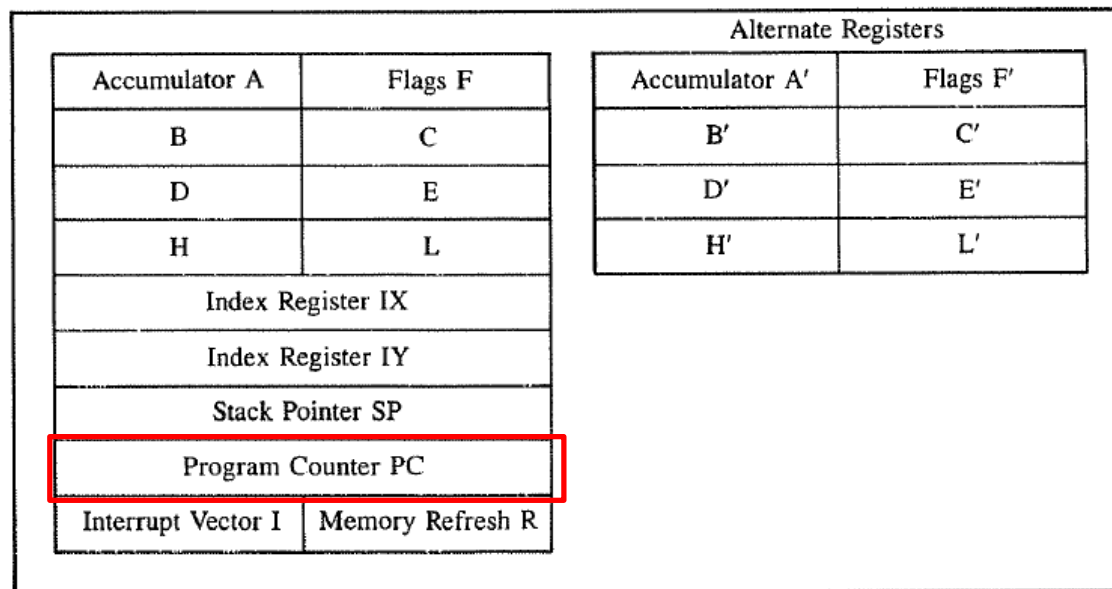 Alternate Registers
Accumulator A Flags F
B C
D E
H L
Index Register IX
Index Register IY
Stack Pointer SP
Program Counter PC
Interrupt Vector I Memory Refresh R
Accumulator A′ Flags F′
B′ C′
D′ E′
H′ L′